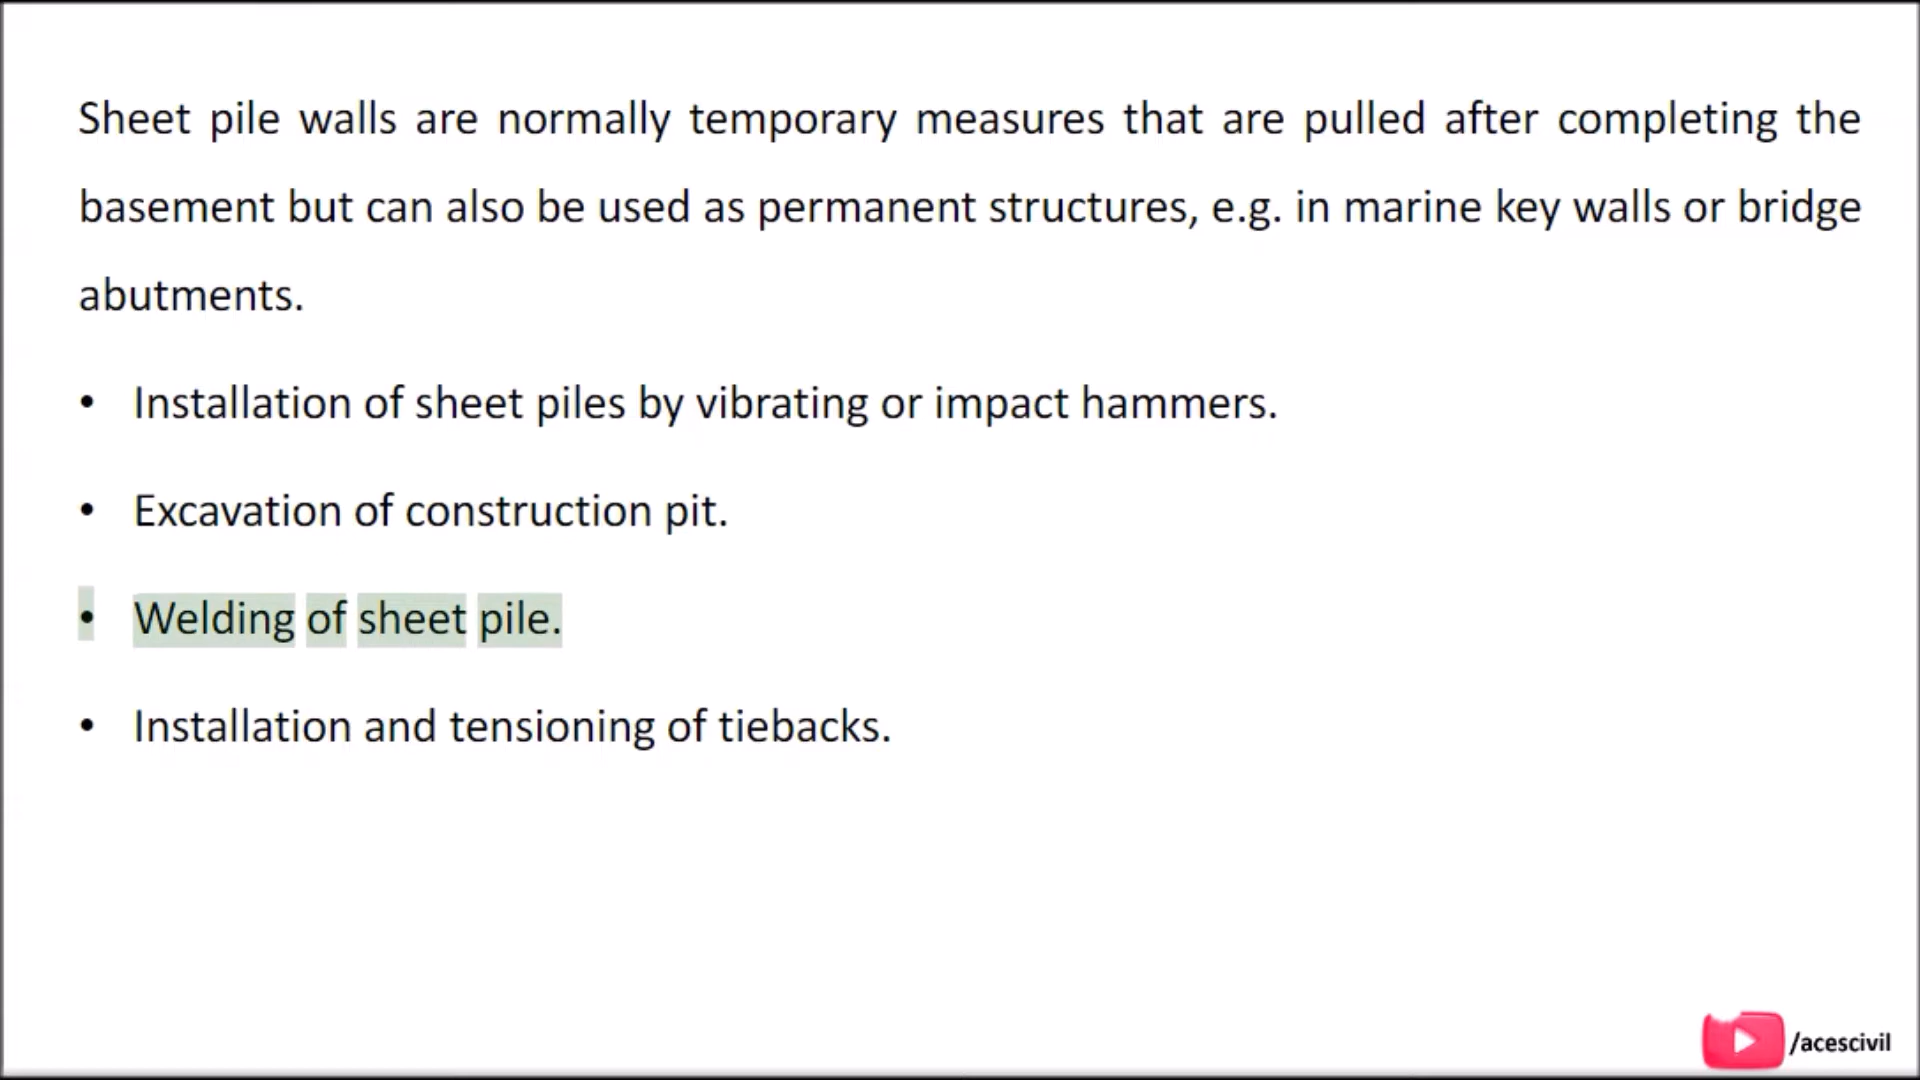 Sheet pile walls are normally temporary measures that are pulled after completing the
basement but can also be used as permanent structures, e.g. in marine key walls or bridge
abutments.
• Installation of sheet piles by vibrating or impact hammers.
• Excavation of construction pit.
• Welding of sheet pile.
• Installation and tensioning of tiebacks.
/acescivil